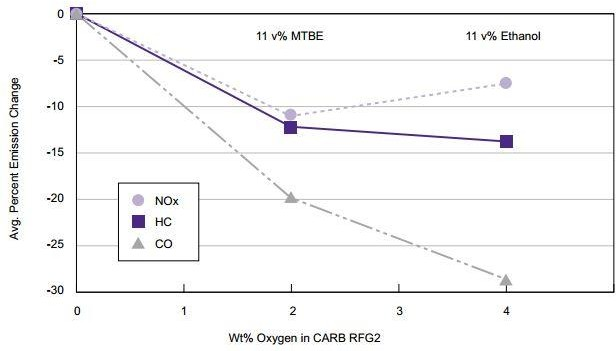 0
11 v% MTBE
11 v% Ethanol
-5
-10
-15
-20
-25
-30
Avg. Percent Emission Change
NOx
HC
CO
0 1 2 3 4
Wt% Oxygen in CARB RFG2